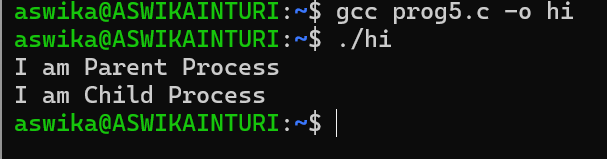 aswika@ASWIKAINTURI:~$ gcc prog5.c -o hi
aswika@ASWIKAINTURI:~$ ./hi
I am Parent Process
I am Child Process
aswika@ASWIKAINTURI:~$